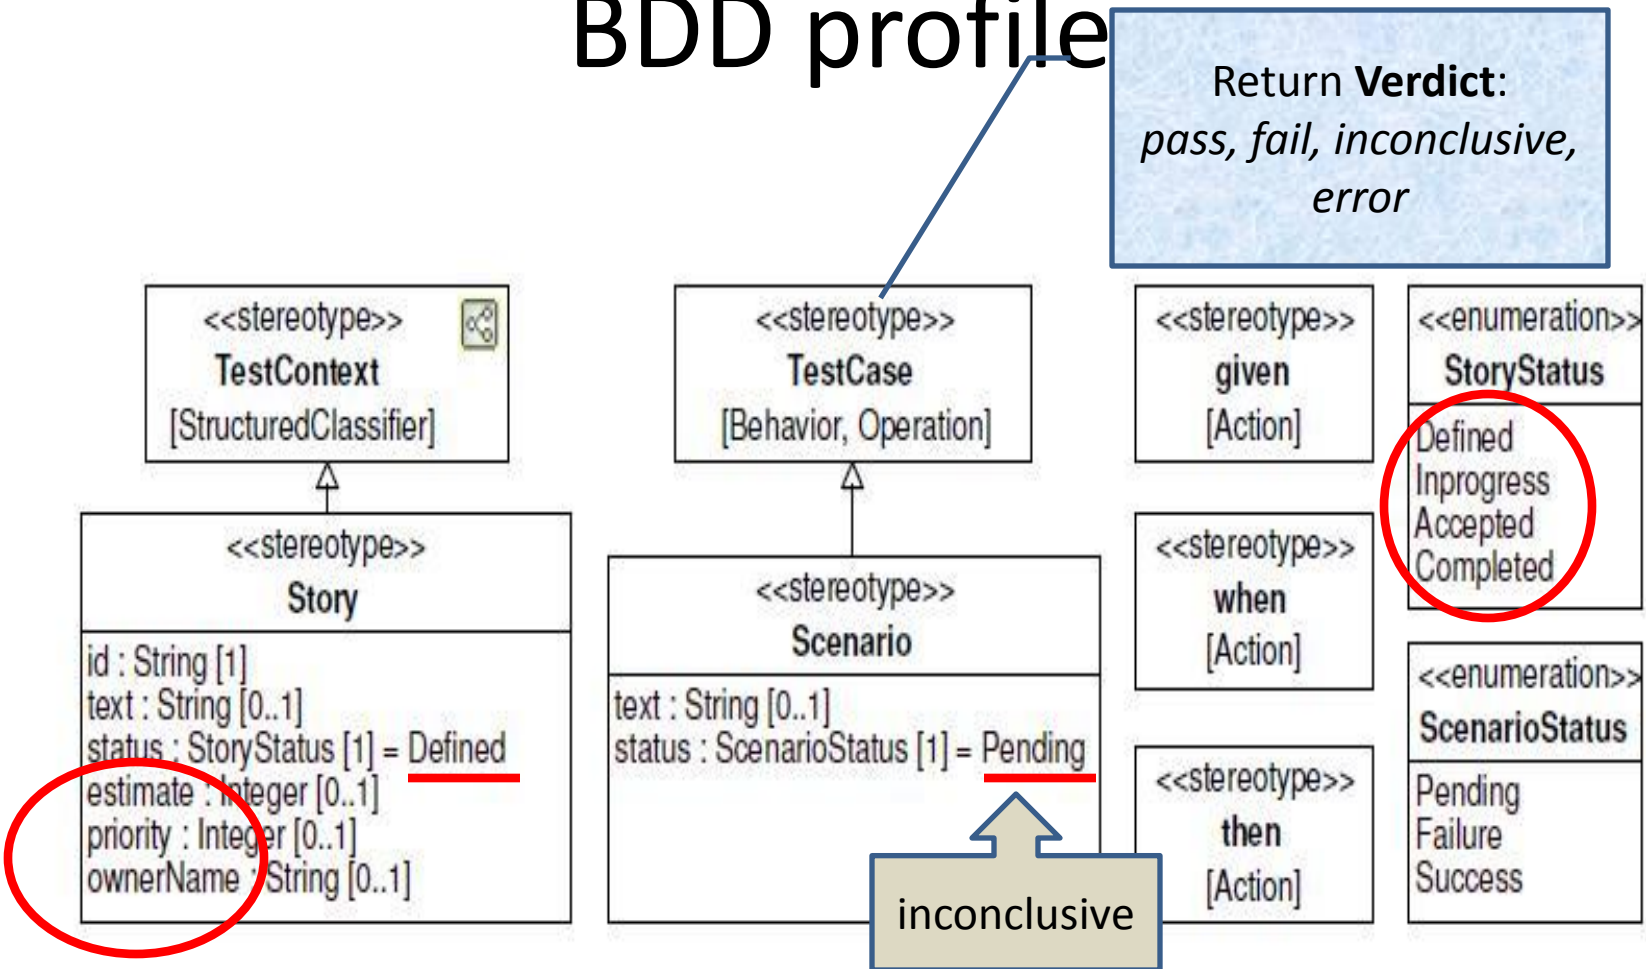 BDD profile
Return Verdict:
pass, fail, inconclusive,
error
<<stereotype>>
TestContext
[StructuredClassifier]
<<stereotype>>
Story
id : String [1]
text : String [0..1]
status : StoryStatus [1] = Defined
estimate : Integer [0..1]
priority : Integer [0..1]
ownerName : String [0..1]
<<stereotype>>
TestCase
[Behavior, Operation]
<<stereotype>>
Scenario
text : String [0..1]
status : ScenarioStatus [1] = Pending
inconclusive
<<stereotype>>
given
[Action]
<<stereotype>>
when
[Action]
<<stereotype>>
then
[Action]
<<enumeration>>
StoryStatus
Defined
Inprogress
Accepted
Completed
<<enumeration>>
ScenarioStatus
Pending
Failure
Success